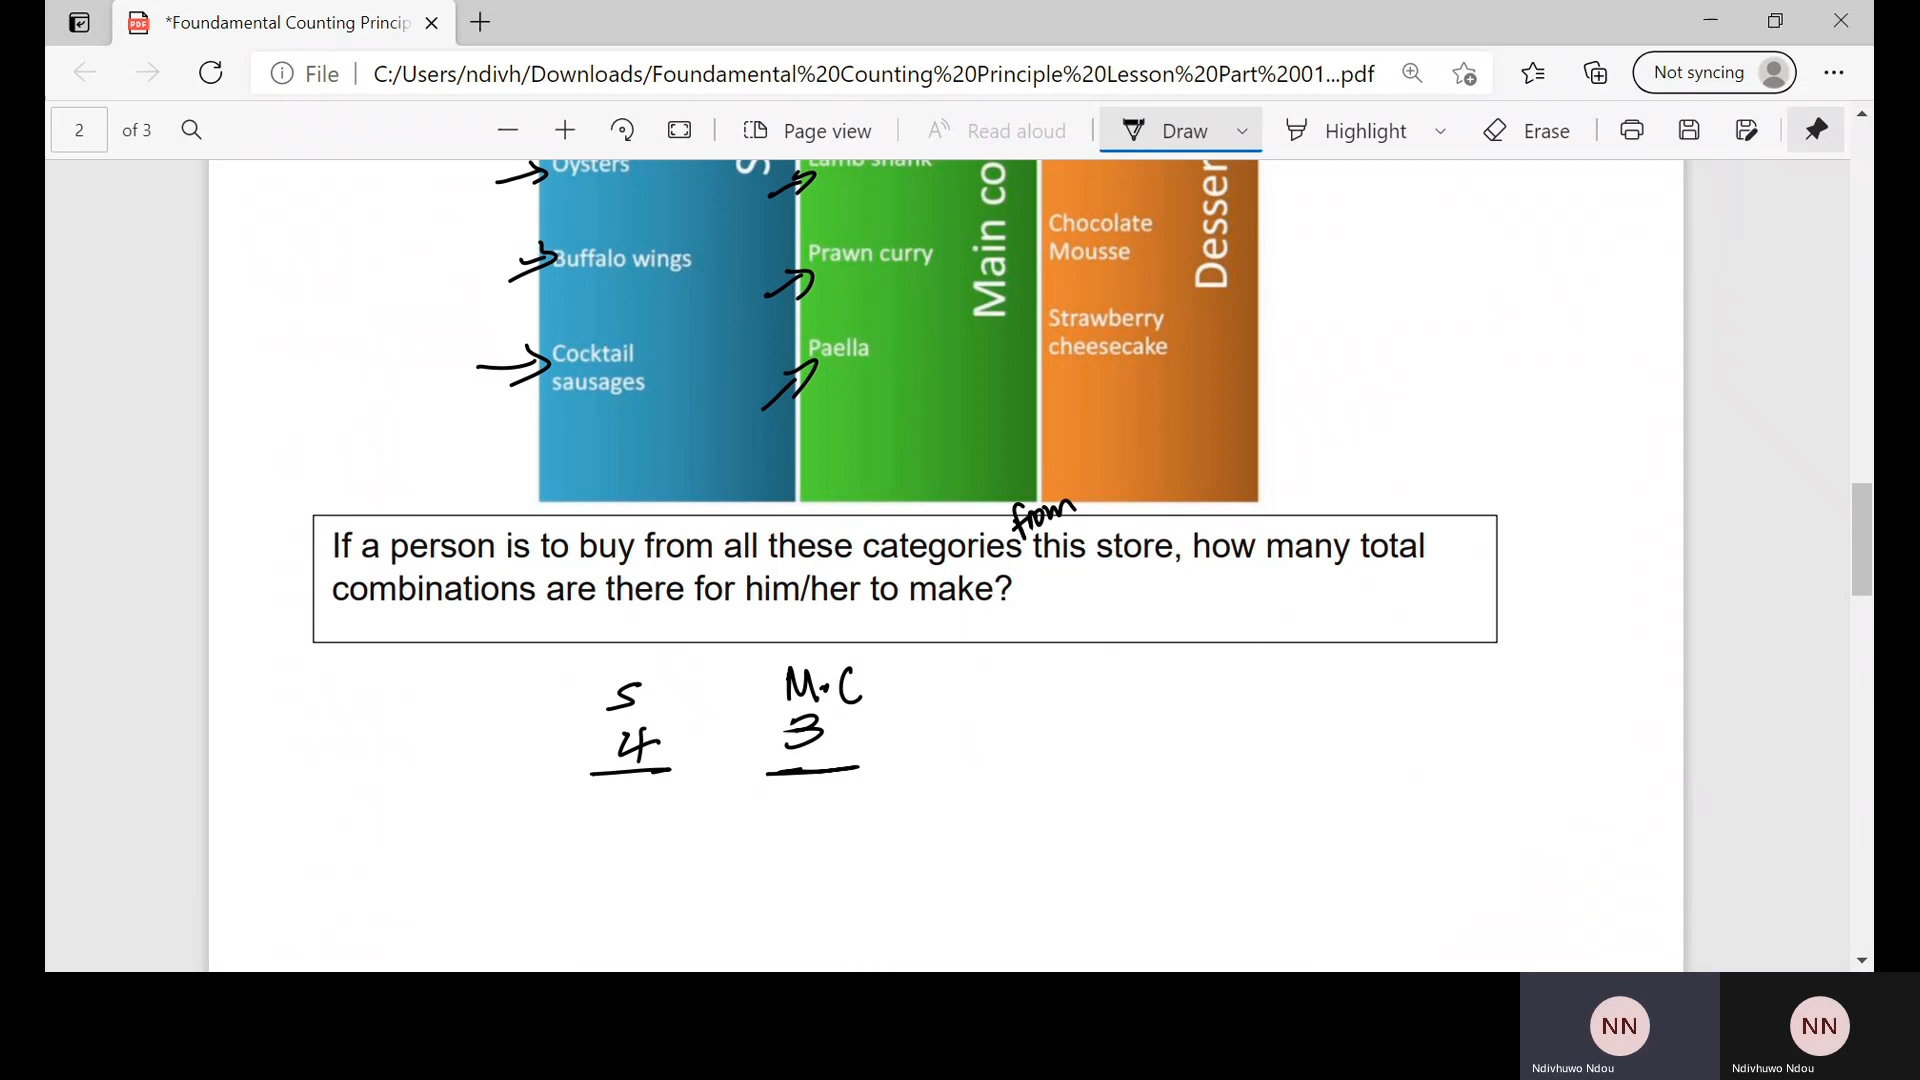 *Foundamental Counting Princip
File
C:/Users/ndivh/Downloads/Foundamental%20Counting%20Principle%20Lesson%20Part%2001...pdf
Not syncing
2 of 3
Page view
Read aloud
Draw
Highlight
Erase
Oysters
Lamb shank
S
Main co
Desser
Buffalo wings
Prawn curry
Chocolate
Mousse
Cocktail
sausages
Paella
Strawberry
cheesecake
from
If a person is to buy from all these categories this store, how many total
combinations are there for him/her to make?
S M.C
4 3
NN NN
Ndivhuwo Ndou Ndivhuwo Ndou